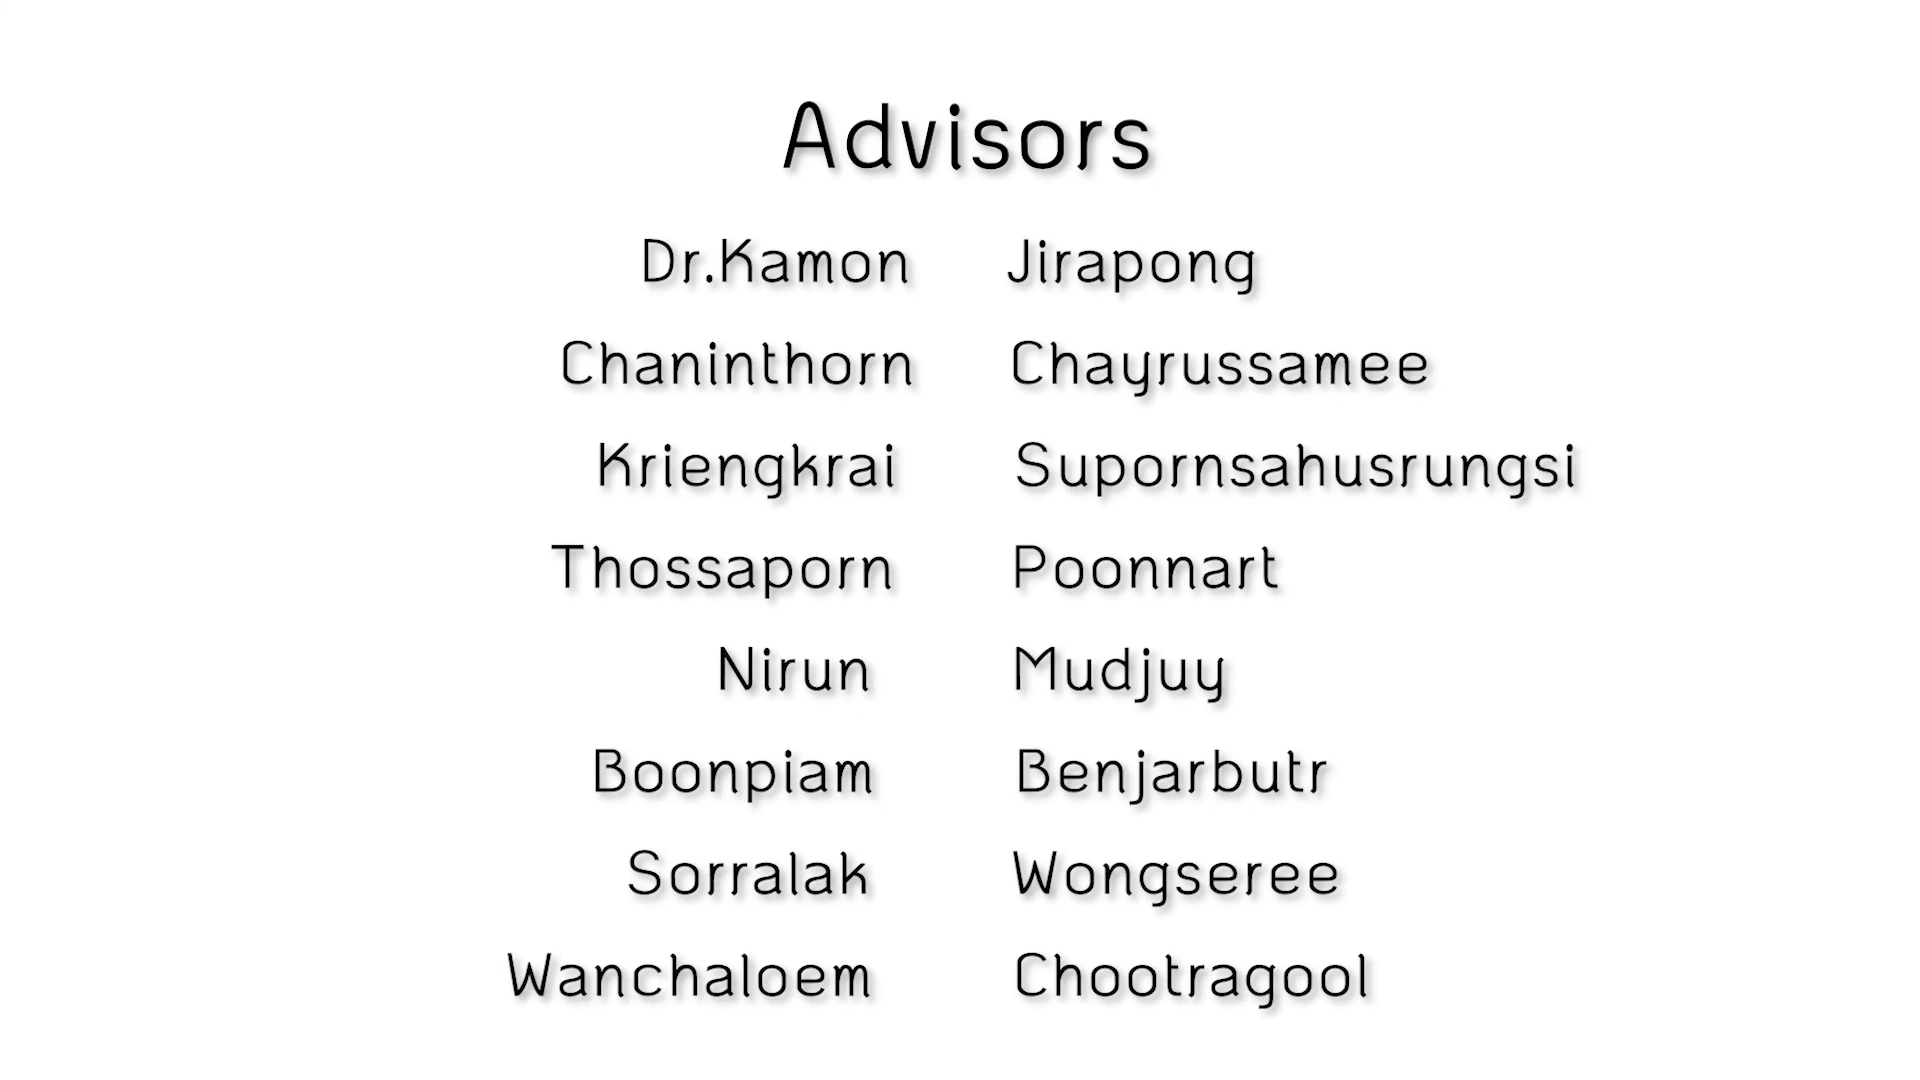 Advisors
Dr.Kamon Jirapong
Chaninthorn Chayrussamee
Kriengkrai Supornsahusrungsi
Thossaporn Poonnart
Nirun Mudjuy
Boonpiam Benjarbutr
Sorralak Wongseree
Wanchaloem Chootragool